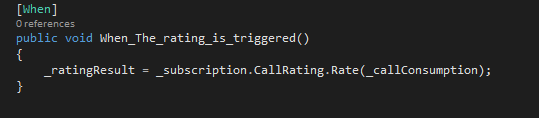 [When]
0 references
public void When_The_rating_is_triggered()
{
_ratingResult = _subscription.CallRating.Rate(_callConsumption);
}